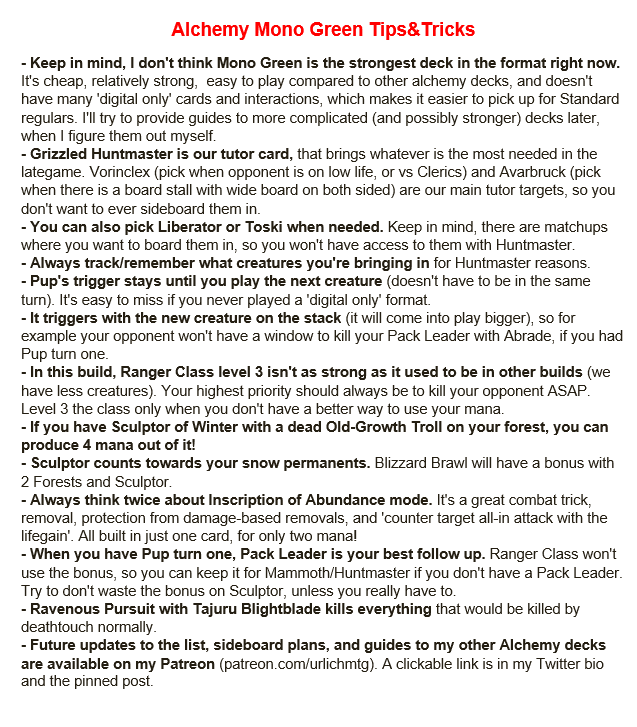 Alchemy Mono Green Tips&Tricks
- Keep in mind, I don't think Mono Green is the strongest deck in the format right now.
It's cheap, relatively strong,  easy to play compared to other alchemy decks, and doesn't
have many 'digital only' cards and interactions, which makes it easier to pick up for Standard
regulars. I'll try to provide guides to more complicated (and possibly stronger) decks later,
when I figure them out myself.
- Grizzled Huntmaster is our tutor card, that brings whatever is the most needed in the
lategame. Vorinclex (pick when opponent is on low life, or vs Clerics) and Avarbruck (pick
when there is a board stall with wide board on both sided) are our main tutor targets, so you
don't want to ever sideboard them in.
- You can also pick Liberator or Toski when needed. Keep in mind, there are matchups
where you want to board them in, so you won't have access to them with Huntmaster.
- Always track/remember what creatures you're bringing in for Huntmaster reasons.
- Pup's trigger stays until you play the next creature (doesn't have to be in the same
turn). It's easy to miss if you never played a 'digital only' format.
- It triggers with the new creature on the stack (it will come into play bigger), so for
example your opponent won't have a window to kill your Pack Leader with Abrade, if you had
Pup turn one.
- In this build, Ranger Class level 3 isn't as strong as it used to be in other builds (we
have less creatures). Your highest priority should always be to kill your opponent ASAP.
Level 3 the class only when you don't have a better way to use your mana.
- If you have Sculptor of Winter with a dead Old-Growth Troll on your forest, you can
produce 4 mana out of it!
- Sculptor counts towards your snow permanents. Blizzard Brawl will have a bonus with
2 Forests and Sculptor.
- Always think twice about Inscription of Abundance mode. It's a great combat trick,
removal, protection from damage-based removals, and 'counter target all-in attack with the
lifegain'. All built in just one card, for only two mana!
- When you have Pup turn one, Pack Leader is your best follow up. Ranger Class won't
use the bonus, so you can keep it for Mammoth/Huntmaster if you don't have a Pack Leader.
Try to don't waste the bonus on Sculptor, unless you really have to.
- Ravenous Pursuit with Tajuru Blightblade kills everything that would be killed by
deathtouch normally.
- Future updates to the list, sideboard plans, and guides to my other Alchemy decks
are available on my Patreon (patreon.com/urlichmtg). A clickable link is in my Twitter bio
and the pinned post.